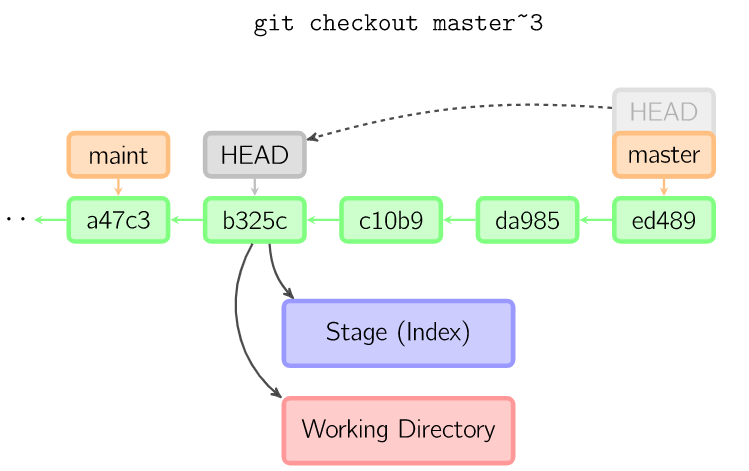 git checkout master~3
HEAD
maint
HEAD
master
..
a47c3
b325c
c10b9
da985
ed489
Stage (Index)
Working Directory